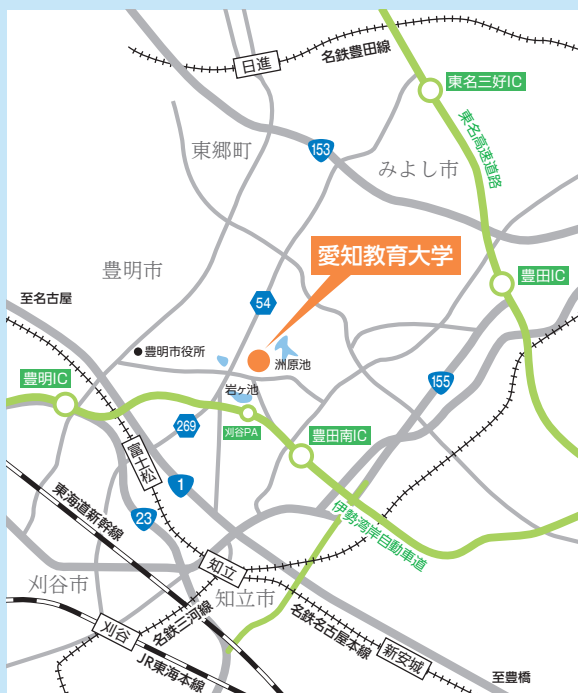 名鉄豊田線
日進
東名三好IC
東名高速道路
153
東郷町
みよし市
愛知教育大学
豊明市
豊田IC
至名古屋
54
豊明市役所
洲原池
豊明IC
155
岩ヶ池
269
刈谷PA
豊田南IC
富士松
1
東海道新幹線
23
伊勢湾岸自動車道
知立
刈谷市
知立市
名鉄三河線
刈谷
名鉄名古屋本線
新安城
JR東海本線
至豊橋